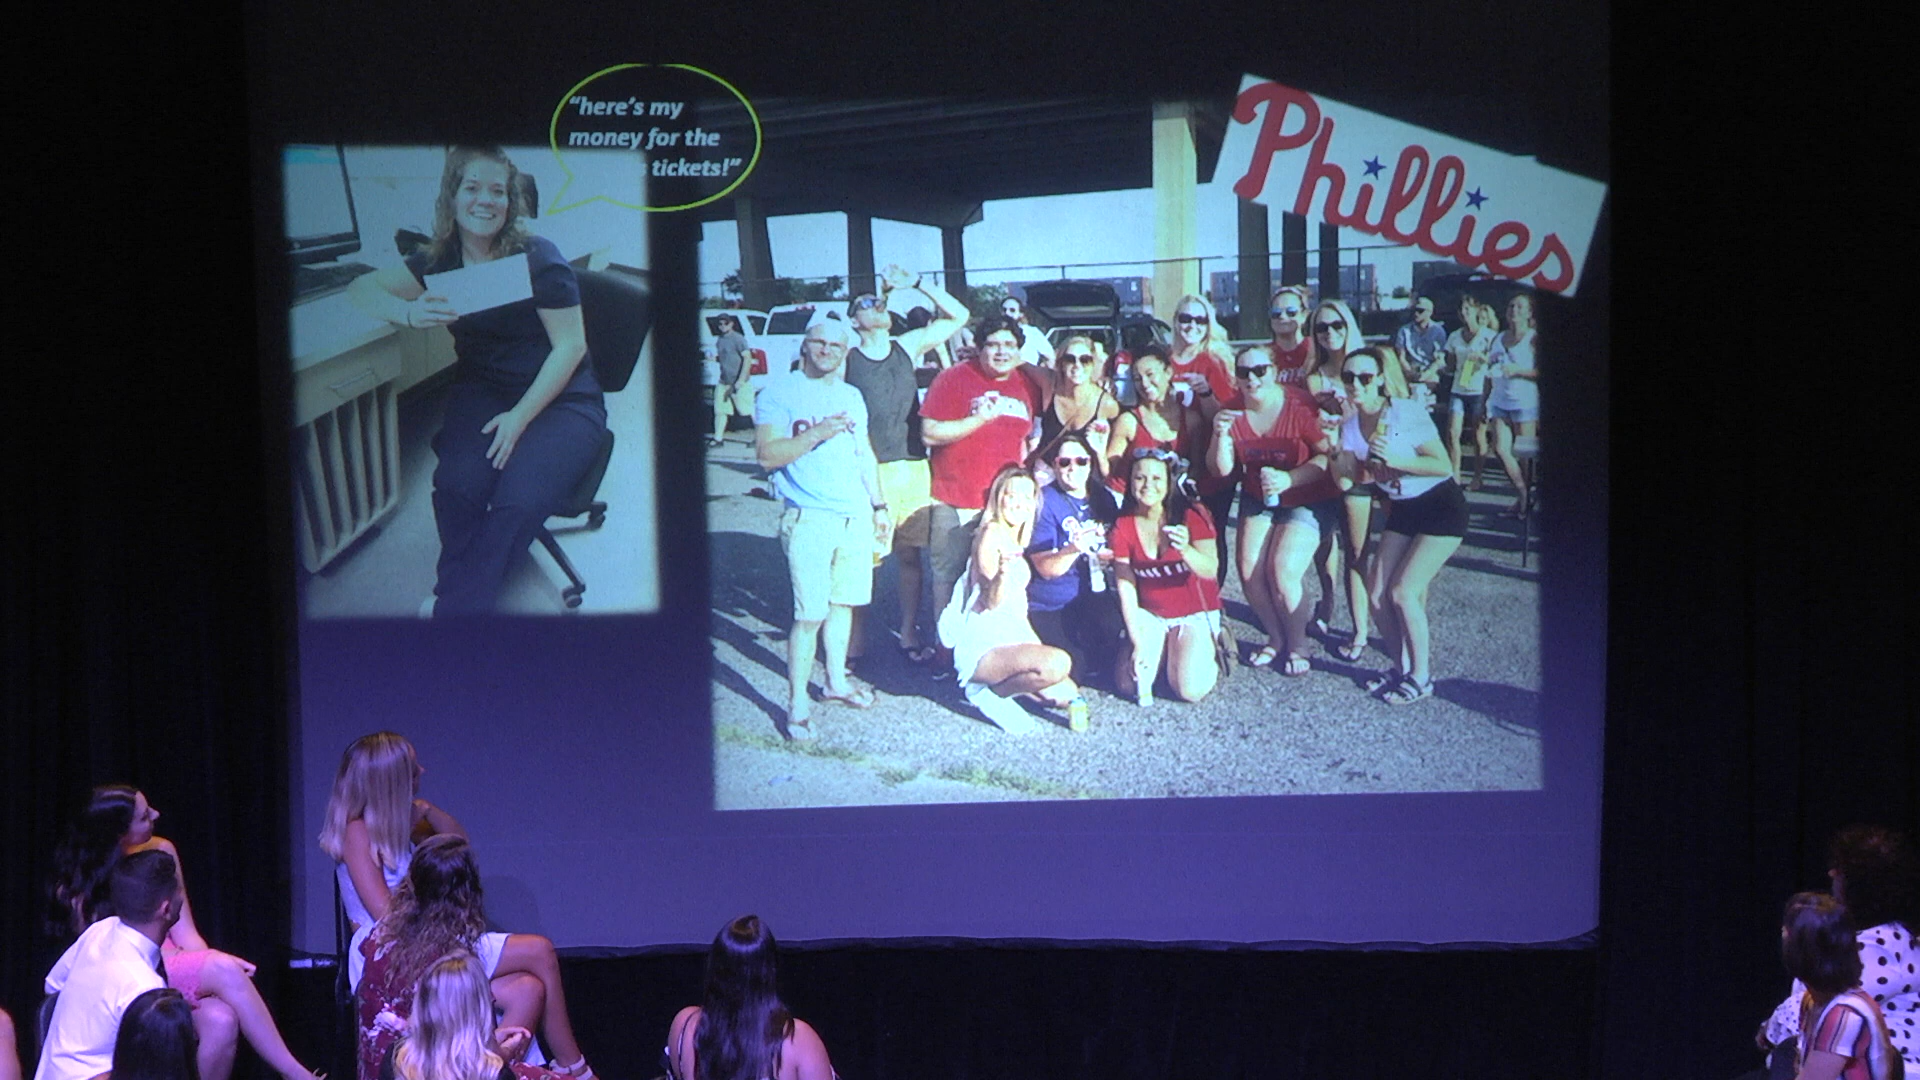 "here's my
money for the
tickets!"
Phillies